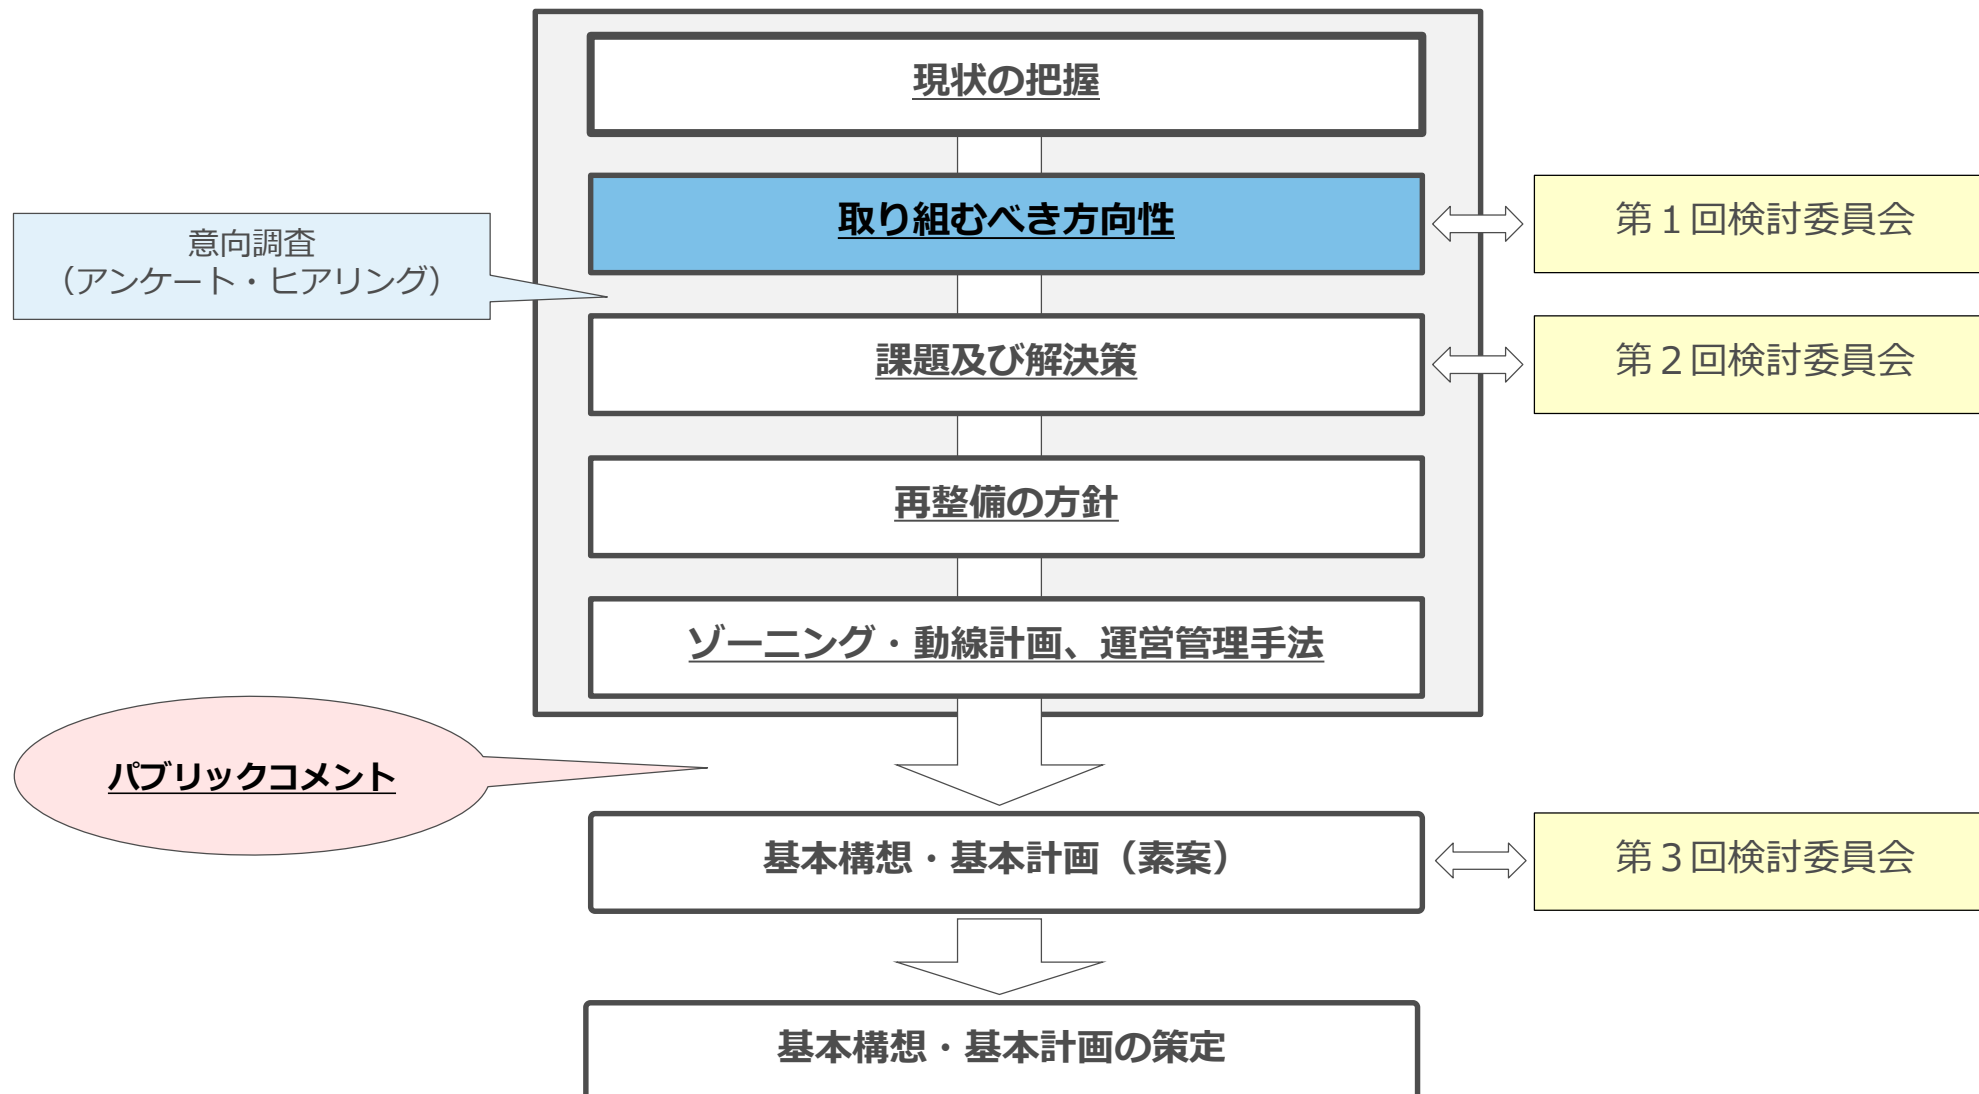 現状の把握
取り組むべき方向性
第１回検討委員会
意向調査
（アンケート・ヒアリング）
課題及び解決策
第２回検討委員会
再整備の方針
ゾーニング・動線計画、運営管理手法
パブリックコメント
基本構想・基本計画（素案）
第３回検討委員会
基本構想・基本計画の策定